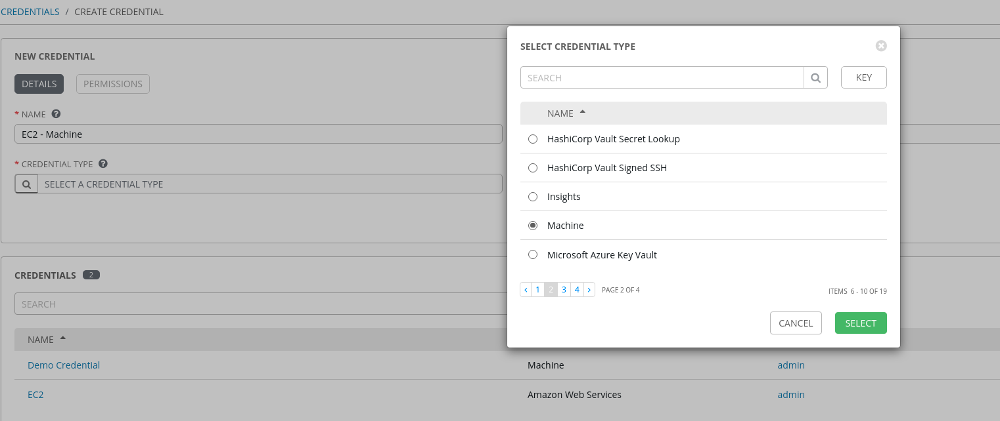 CREDENTIALS / CREATE CREDENTIAL
NEW CREDENTIAL
DETAILS PERMISSIONS
* NAME ?
EC2 - Machine
* CREDENTIAL TYPE ?
SELECT A CREDENTIAL TYPE
CREDENTIALS 2
SEARCH
NAME
Demo Credential Machine admin
EC2 Amazon Web Services admin
SELECT CREDENTIAL TYPE
SEARCH KEY
NAME
HashiCorp Vault Secret Lookup
HashiCorp Vault Signed SSH
Insights
Machine
Microsoft Azure Key Vault
‹ 1 2 3 4 › PAGE 2 OF 4 ITEMS 6 - 10 OF 19
CANCEL SELECT